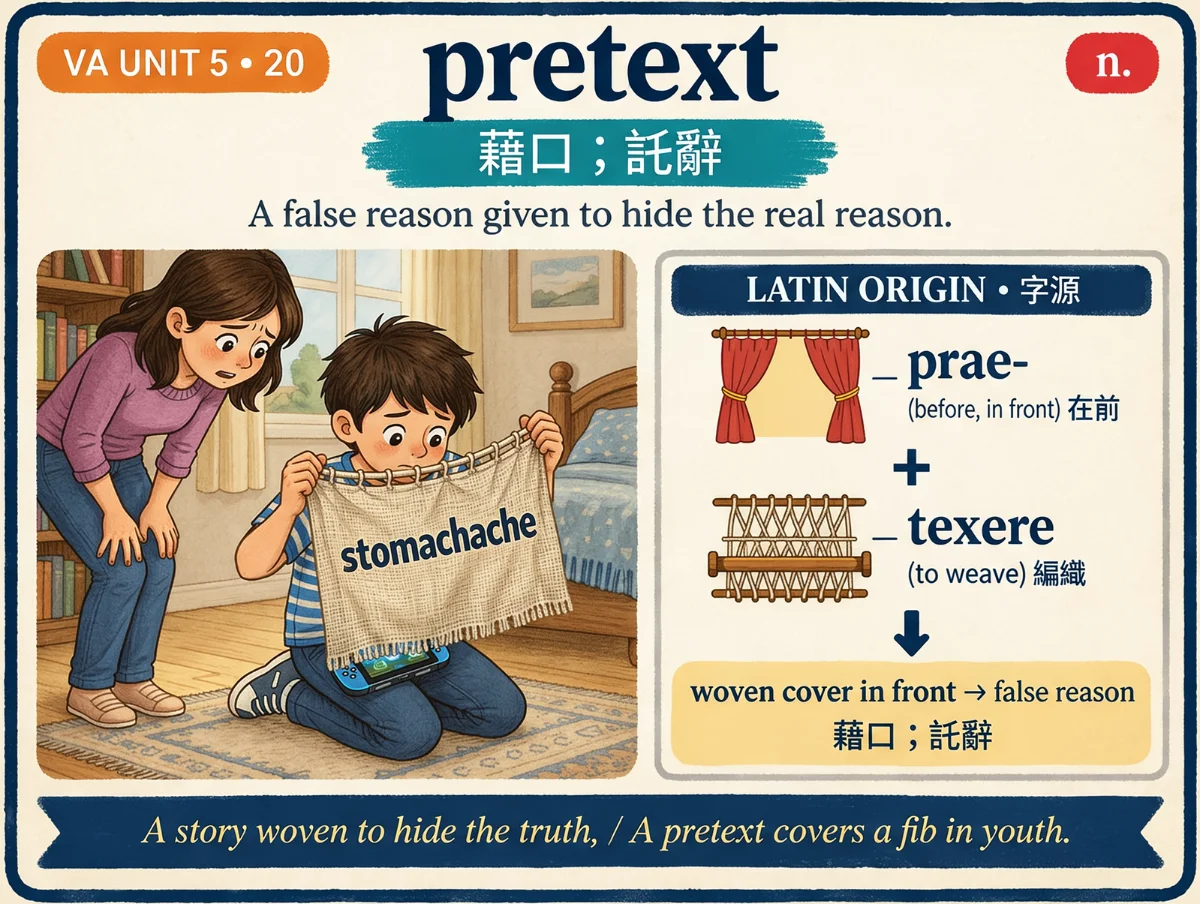 VA UNIT 5 • 20
pretext
n.
藉口；託辭
A false reason given to hide the real reason.
stomachache
LATIN ORIGIN • 字源
prae-
(before, in front) 在前
+
texere
(to weave) 編織
woven cover in front → false reason
藉口；託辭
A story woven to hide the truth, / A pretext covers a fib in youth.